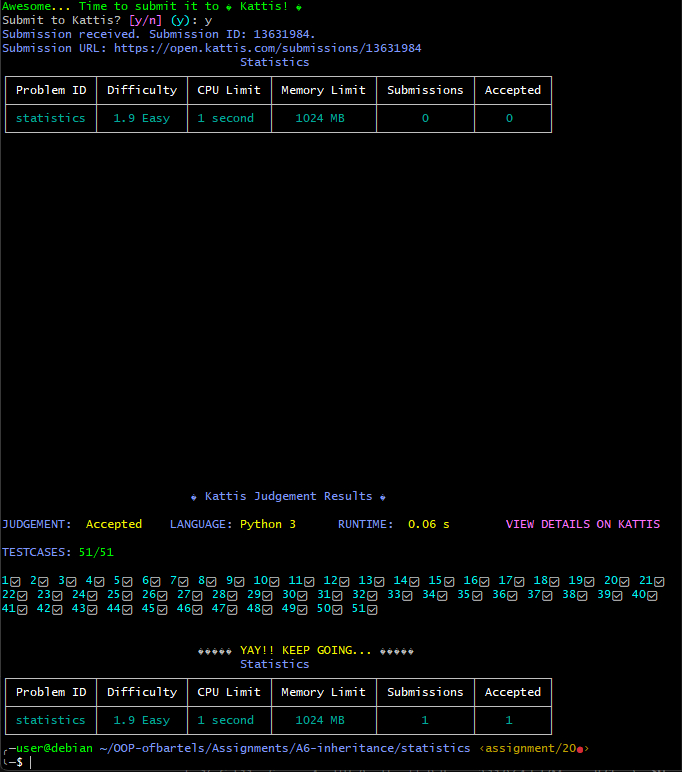 Awesome... Time to submit it to � Kattis! �
Submit to Kattis? [y/n] (y): y
Submission received. Submission ID: 13631984.
Submission URL: https://open.kattis.com/submissions/13631984
Statistics
Problem ID Difficulty CPU Limit Memory Limit Submissions Accepted
statistics 1.9 Easy 1 second 1024 MB 0 0
� Kattis Judgement Results �
JUDGEMENT: Accepted LANGUAGE: Python 3 RUNTIME: 0.06 s VIEW DETAILS ON KATTIS
TESTCASES: 51/51
1☑ 2☑ 3☑ 4☑ 5☑ 6☑ 7☑ 8☑ 9☑ 10☑ 11☑ 12☑ 13☑ 14☑ 15☑ 16☑ 17☑ 18☑ 19☑ 20☑ 21☑
22☑ 23☑ 24☑ 25☑ 26☑ 27☑ 28☑ 29☑ 30☑ 31☑ 32☑ 33☑ 34☑ 35☑ 36☑ 37☑ 38☑ 39☑ 40☑
41☑ 42☑ 43☑ 44☑ 45☑ 46☑ 47☑ 48☑ 49☑ 50☑ 51☑
����� YAY!! KEEP GOING... �����
Statistics
Problem ID Difficulty CPU Limit Memory Limit Submissions Accepted
statistics 1.9 Easy 1 second 1024 MB 1 1
╭─user@debian ~/OOP-ofbartels/Assignments/A6-inheritance/statistics ‹assignment/20●›
╰─$